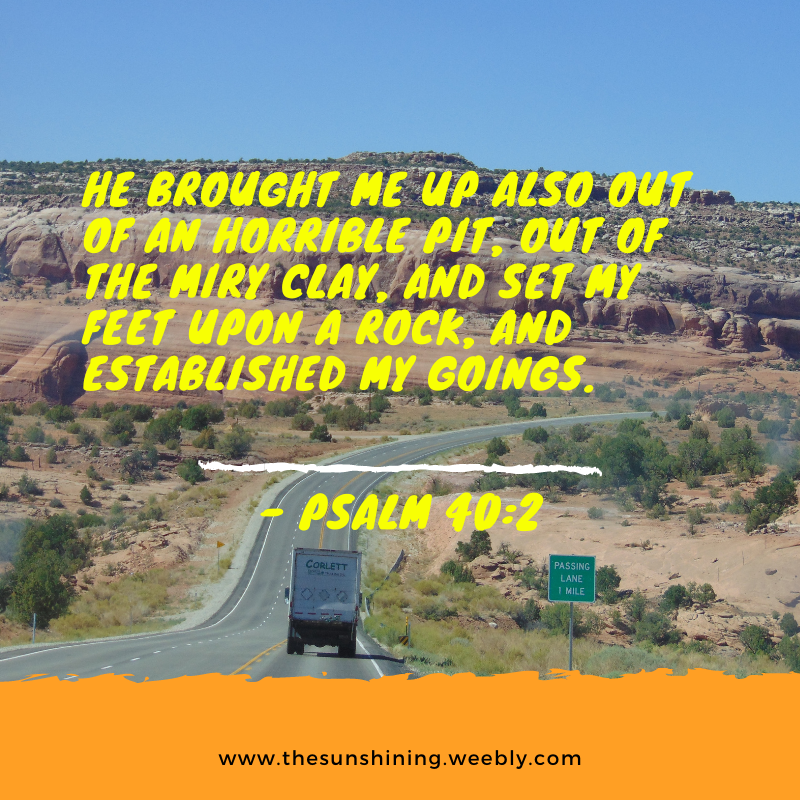 HE BROUGHT ME UP ALSO OUT
OF AN HORRIBLE PIT, OUT OF
THE MIRY CLAY, AND SET MY
FEET UPON A ROCK, AND
ESTABLISHED MY GOINGS.
- PSALM 40:2
CORLETT
PASSING
LANE
1 MILE
www.thesunshining.weebly.com